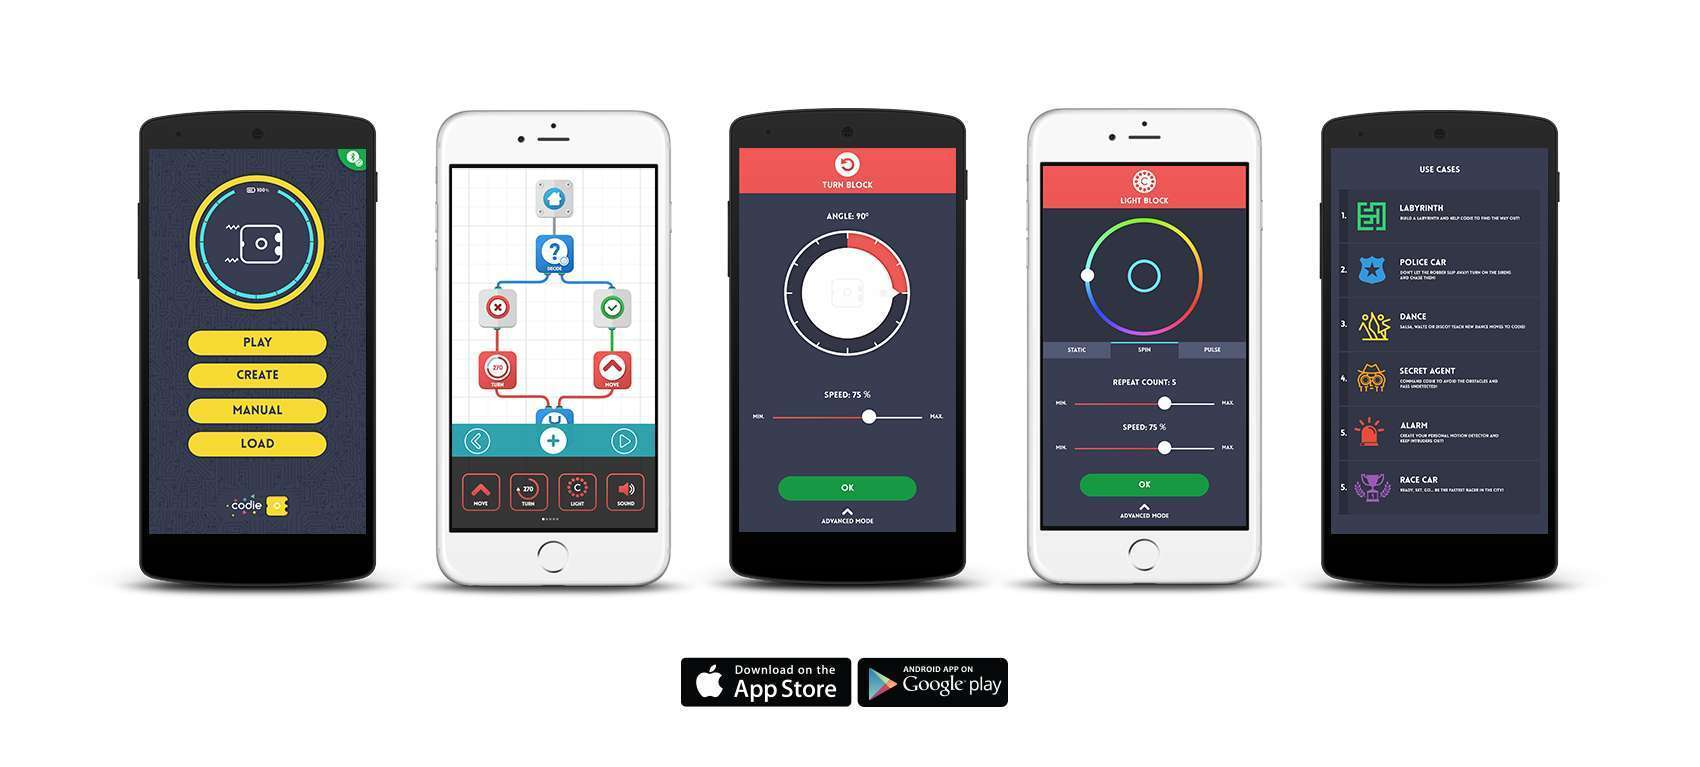 100%
PLAY
CREATE
MANUAL
LOAD
codie
?
DECIDE
270
TURN
MOVE
+
MOVE
270
TURN
C
LIGHT
SOUND
TURN BLOCK
ANGLE: 90°
SPEED: 75 %
MIN.
MAX.
OK
ADVANCED MODE
C
LIGHT BLOCK
STATIC
SPIN
PULSE
REPEAT COUNT: 5
MIN.
MAX.
SPEED: 75 %
MIN.
MAX.
OK
ADVANCED MODE
USE CASES
1.
LABYRINTH
BUILD A LABYRINTH AND HELP CODIE TO FIND THE WAY OUT!
2.
POLICE CAR
DON'T LET THE ROBBER SLIP AWAY! TURN ON THE SIRENS
AND CHASE THEM!
3.
DANCE
SALSA, WALTS OR DISCO? TEACH NEW DANCE MOVES TO CODIE!
4.
SECRET AGENT
COMMAND CODIE TO AVOID THE OBSTACLES AND
PASS UNDETECTED!
5.
ALARM
CREATE YOUR PERSONAL MOTION DETECTOR AND
KEEP INTRUDERS OUT!
5.
RACE CAR
READY, SET, GO... BE THE FASTEST RACER IN THE CITY!
Download on the
App Store
ANDROID APP ON
Google play